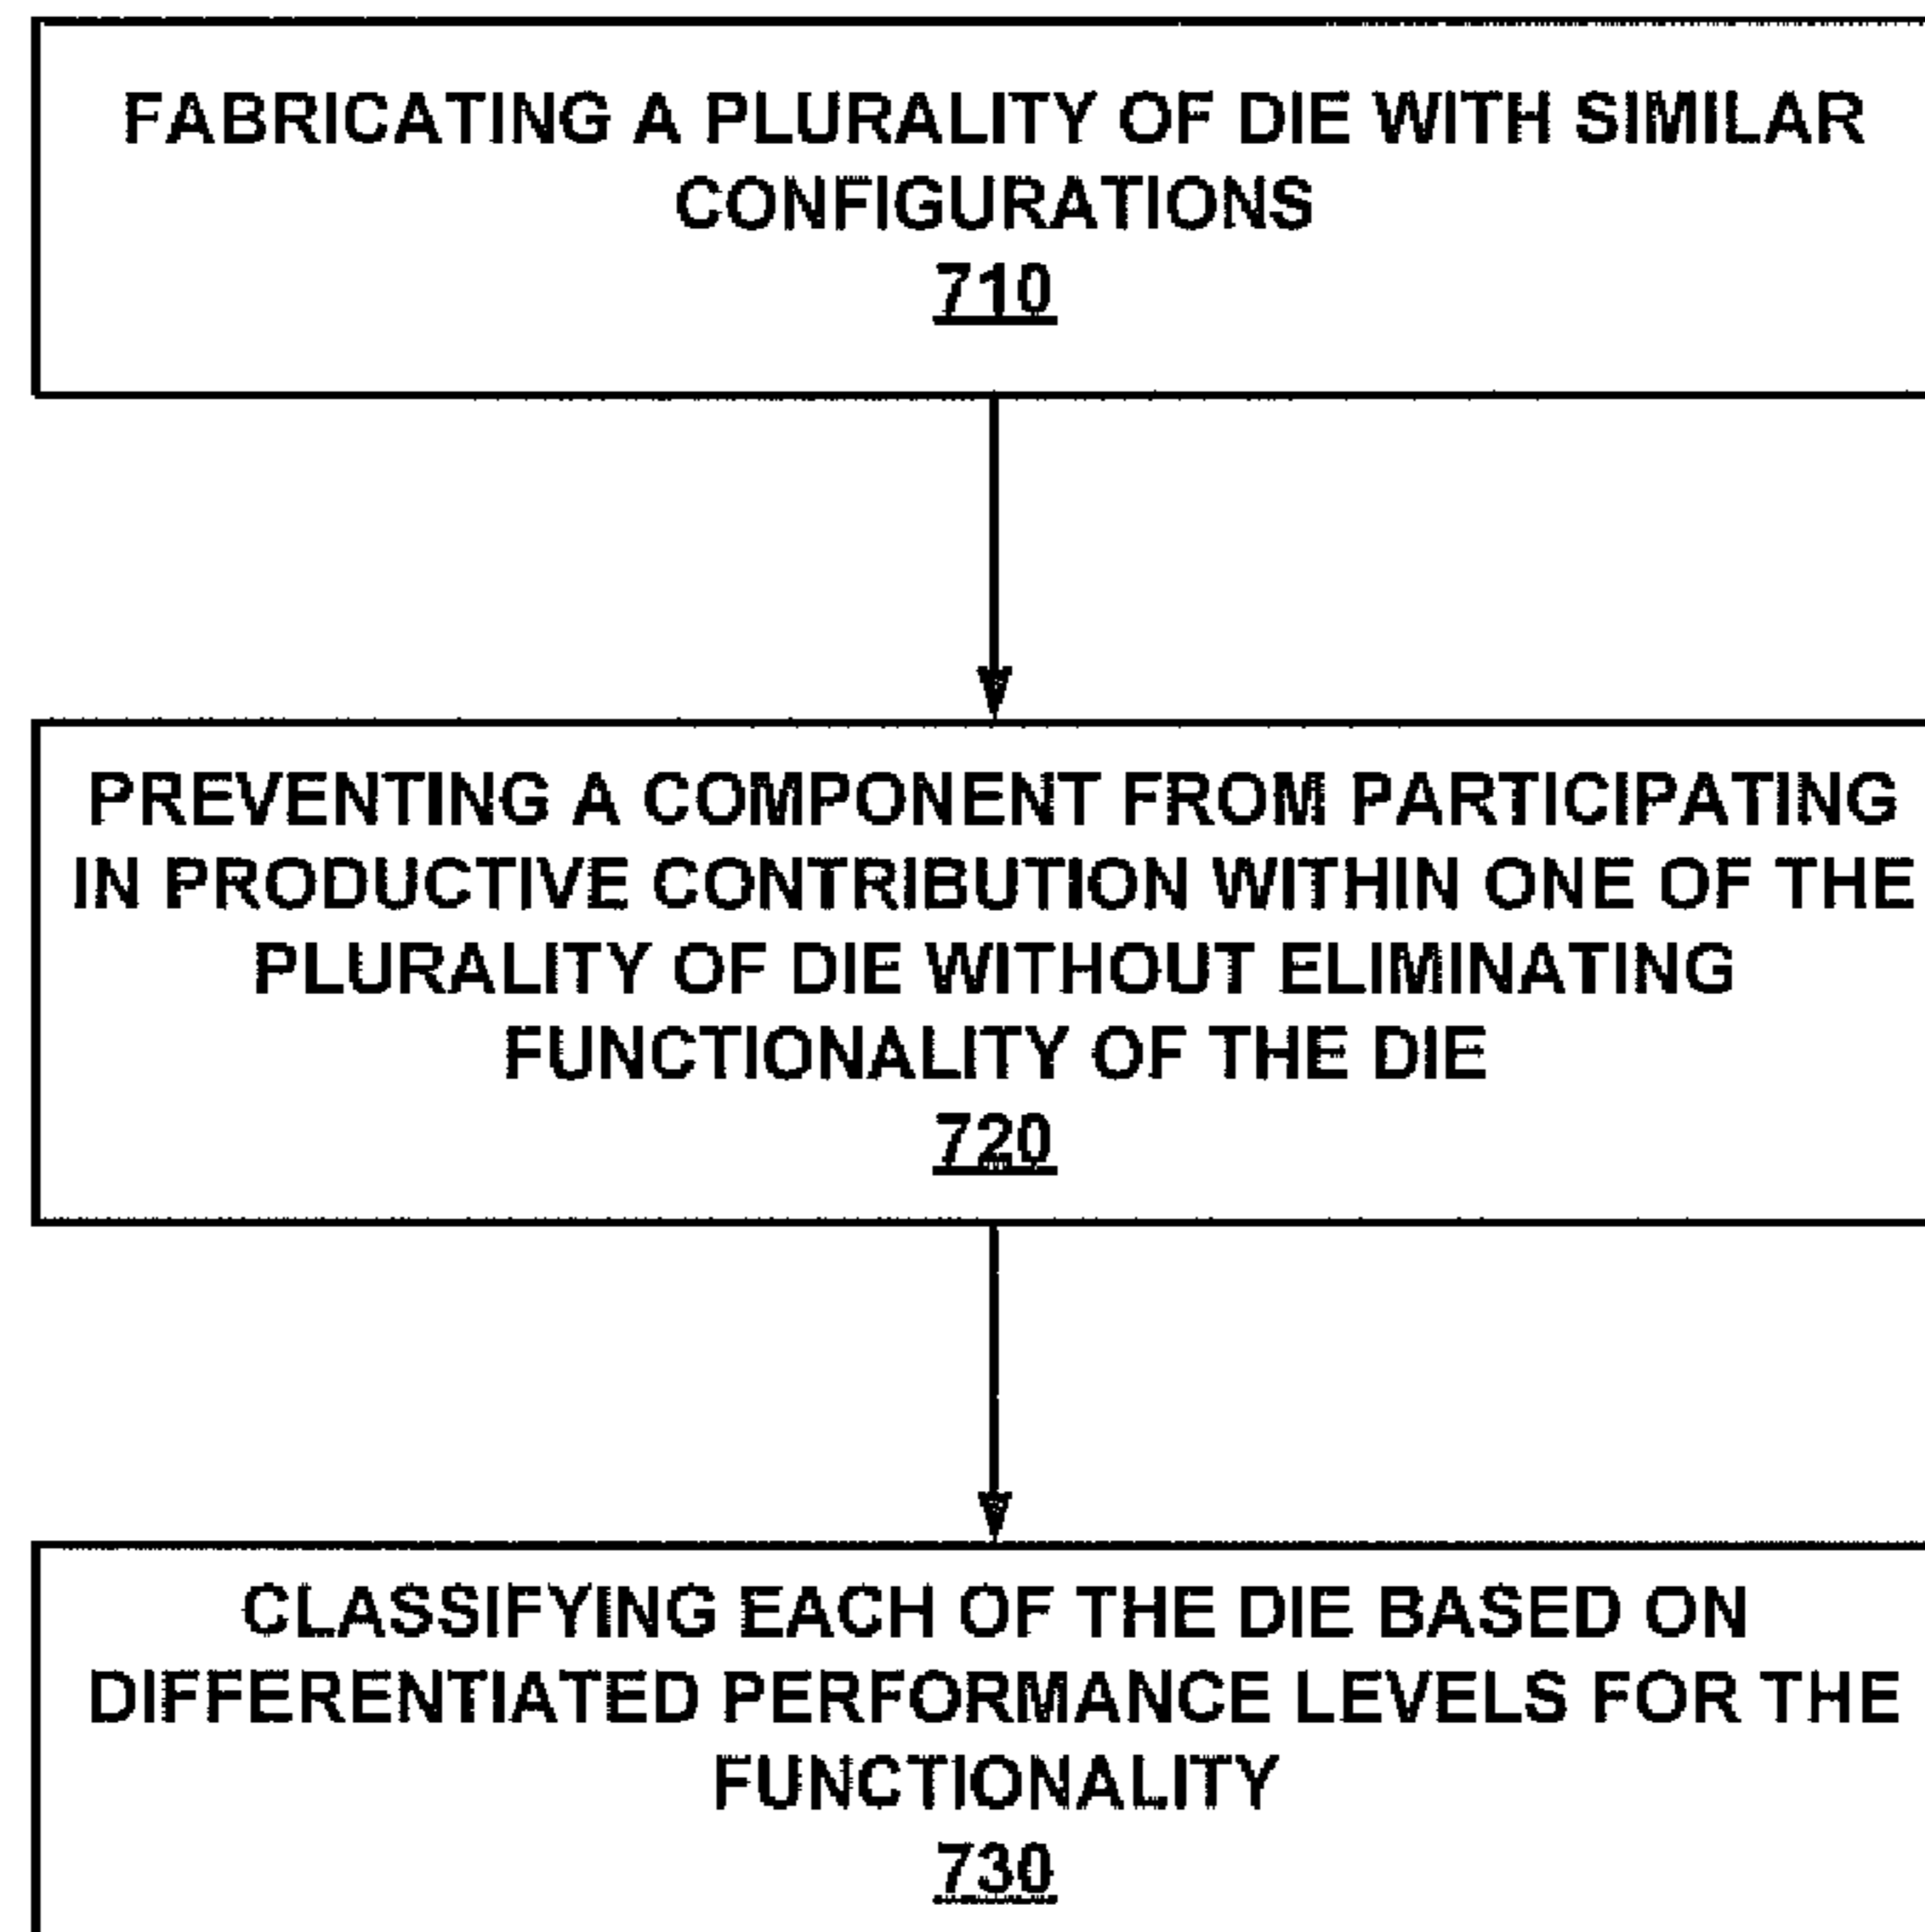 FABRICATING A PLURALITY OF DIE WITH SIMILAR
CONFIGURATIONS
710
PREVENTING A COMPONENT FROM PARTICIPATING
IN PRODUCTIVE CONTRIBUTION WITHIN ONE OF THE
PLURALITY OF DIE WITHOUT ELIMINATING
FUNCTIONALITY OF THE DIE
720
CLASSIFYING EACH OF THE DIE BASED ON
DIFFERENTIATED PERFORMANCE LEVELS FOR THE
FUNCTIONALITY
730